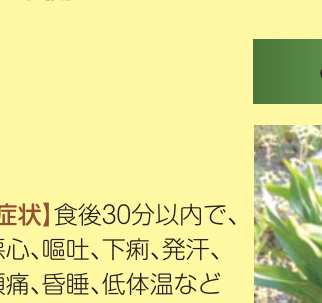 症状】食後30分以内で、
悪心、嘔吐、下痢、発汗、
頭痛、昏睡、低体温など